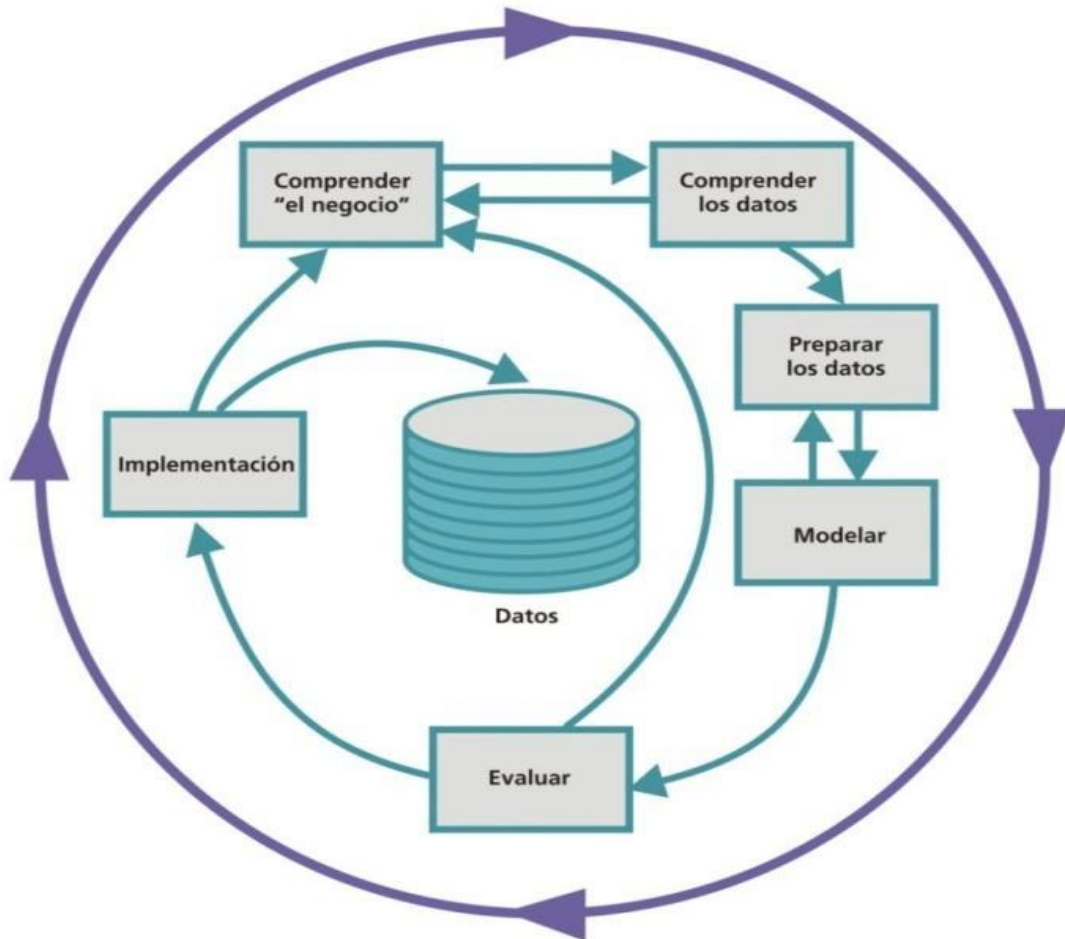 Comprender
“el negocio”
Comprender
los datos
Preparar
los datos
Implementación
Modelar
Datos
Evaluar